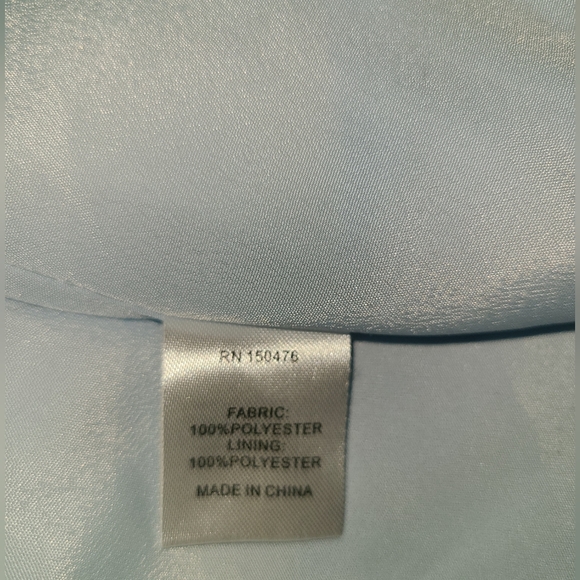 RN 150476
FABRIC:
100%POLYESTER
LINING:
100%POLYESTER
MADE IN CHINA